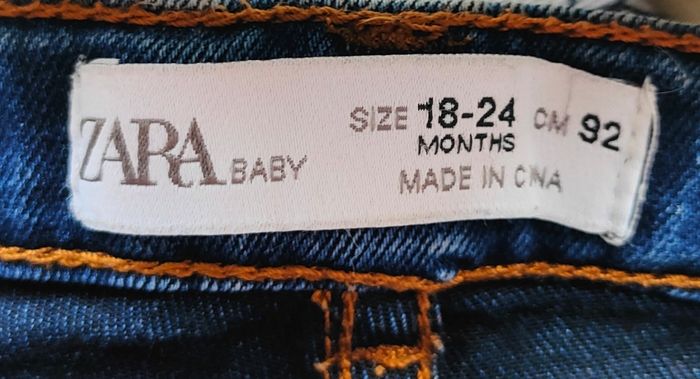 ZARA BABY
SIZE 18-24 CM 92
MONTHS
MADE IN CINA